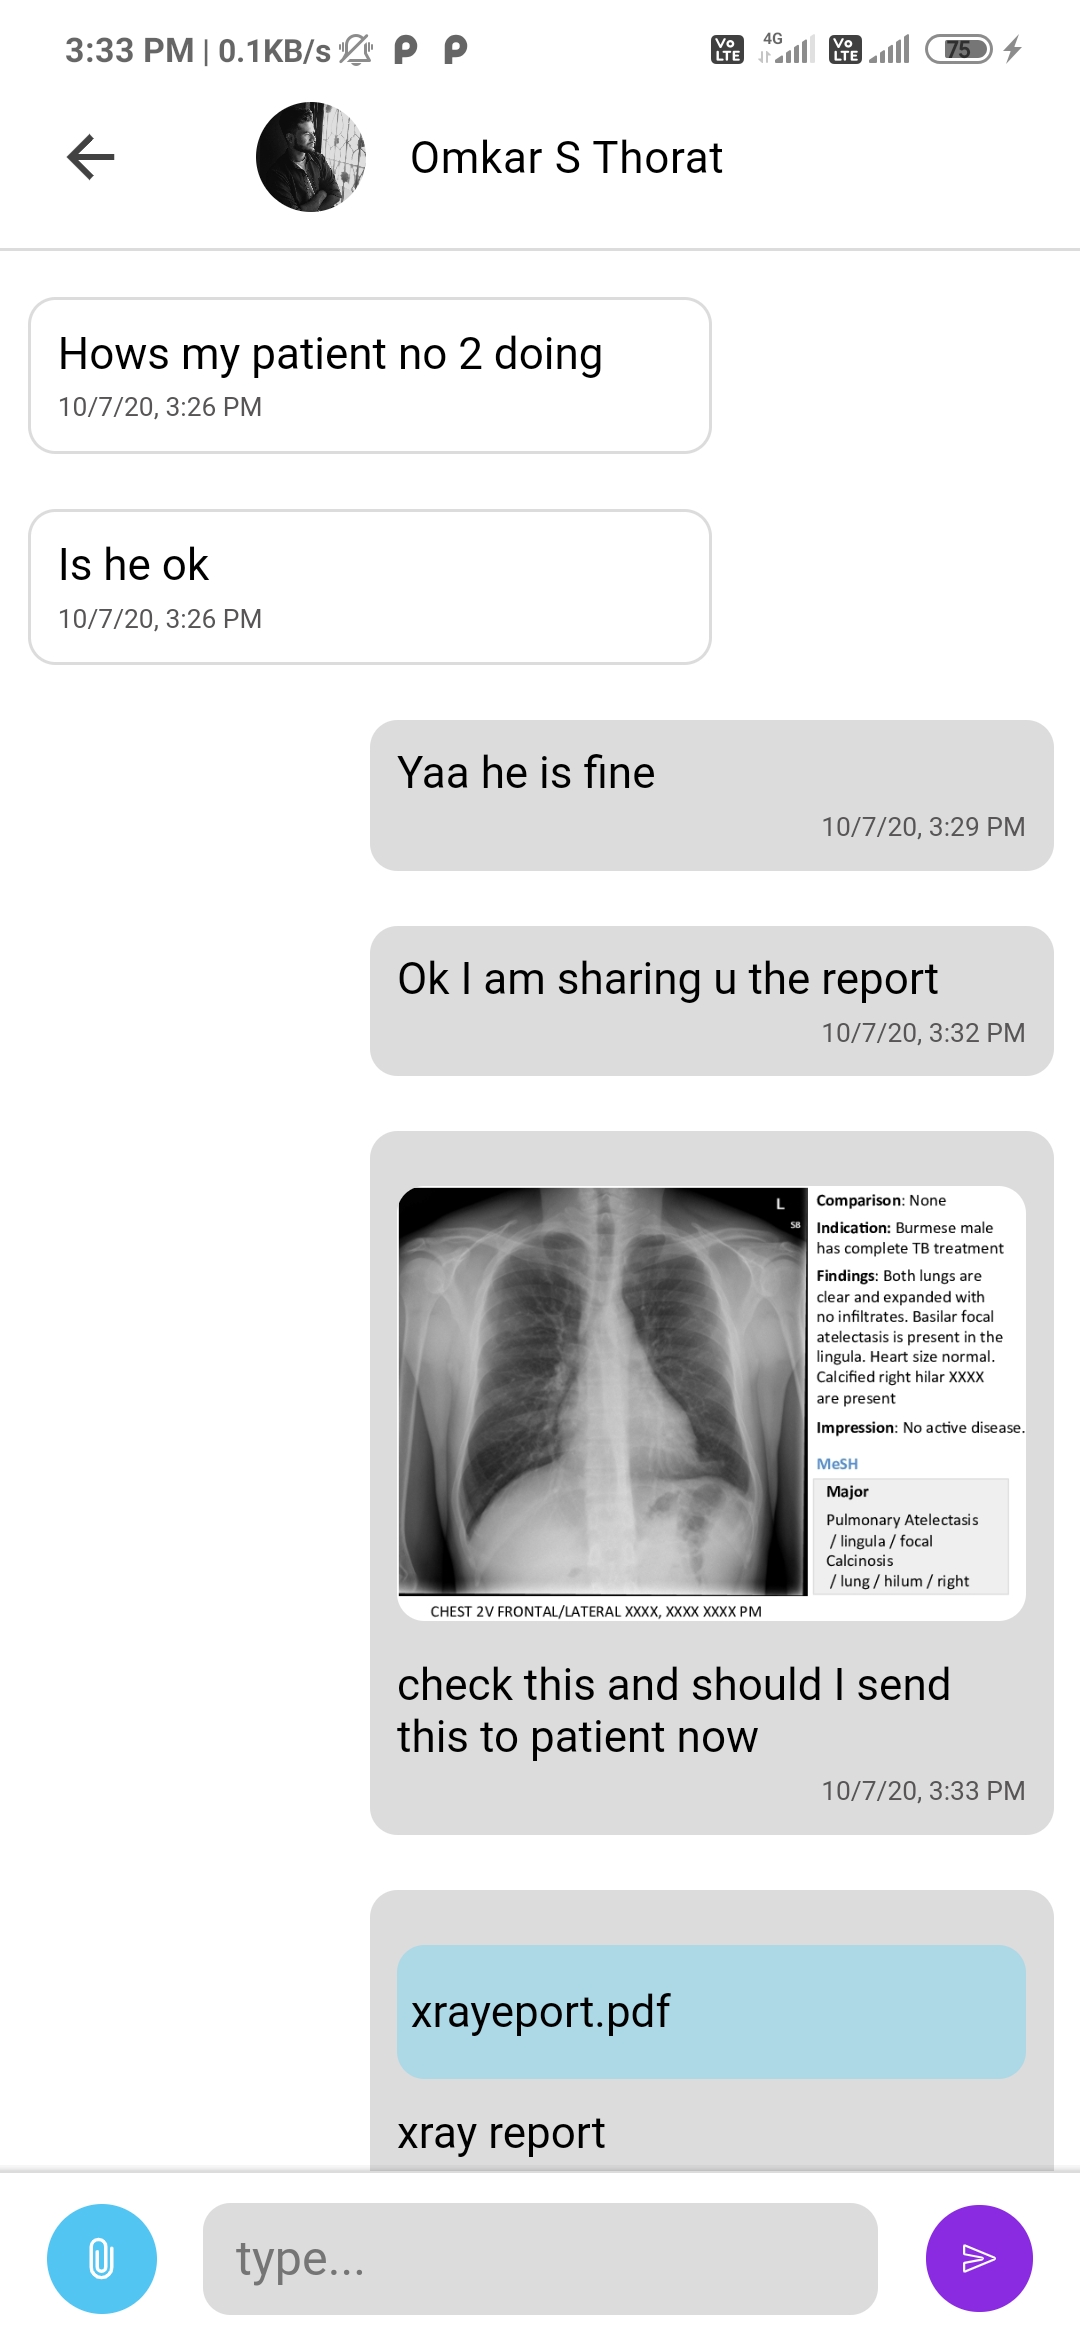 3:33 PM | 0.1KB/s
Vo LTE 4G Vo LTE 75
Omkar S Thorat
Hows my patient no 2 doing
10/7/20, 3:26 PM
Is he ok
10/7/20, 3:26 PM
Yaa he is fine
10/7/20, 3:29 PM
Ok I am sharing u the report
10/7/20, 3:32 PM
L
SB
Comparison: None
Indication: Burmese male
has complete TB treatment
Findings: Both lungs are
clear and expanded with
no infiltrates. Basilar focal
atelectasis is present in the
lingula. Heart size normal.
Calcified right hilar XXXX
are present
Impression: No active disease.
MeSH
Major
Pulmonary Atelectasis
/ lingula / focal
Calcinosis
/ lung / hilum / right
CHEST 2V FRONTAL/LATERAL XXXX, XXXX XXXX PM
check this and should I send
this to patient now
10/7/20, 3:33 PM
xrayeport.pdf
xray report
type...